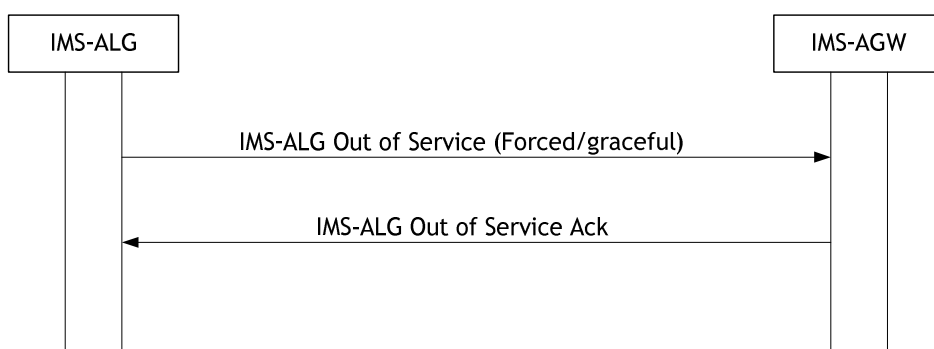 IMS-ALG
IMS-AGW
IMS-ALG Out of Service (Forced/graceful)
IMS-ALG Out of Service Ack